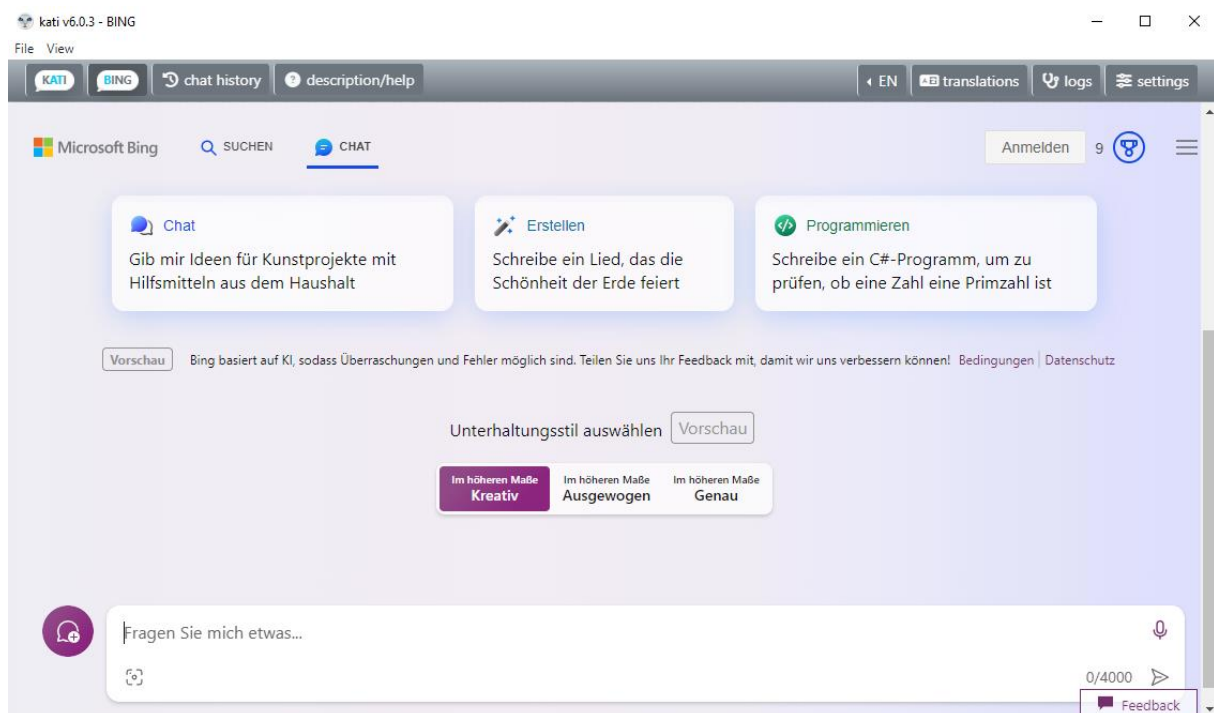 kati v6.0.3 - BING
File View
KATI BING chat history description/help EN translations logs settings
Microsoft Bing SUCHEN CHAT Anmelden 9
Chat
Gib mir Ideen für Kunstprojekte mit
Hilfsmitteln aus dem Haushalt
Erstellen
Schreibe ein Lied, das die
Schönheit der Erde feiert
Programmieren
Schreibe ein C#-Programm, um zu
prüfen, ob eine Zahl eine Primzahl ist
Vorschau Bing basiert auf KI, sodass Überraschungen und Fehler möglich sind. Teilen Sie uns Ihr Feedback mit, damit wir uns verbessern können! Bedingungen | Datenschutz
Unterhaltungsstil auswählen Vorschau
Im höheren Maße
Kreativ
Im höheren Maße
Ausgewogen
Im höheren Maße
Genau
Fragen Sie mich etwas...
0/4000
Feedback